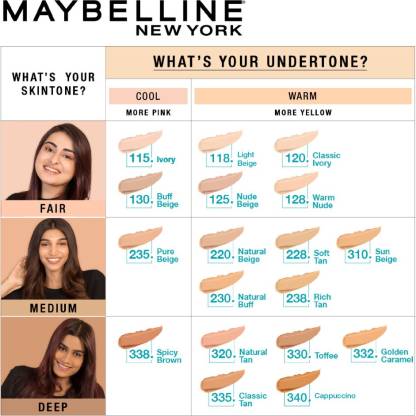 MAYBELLINE
NEW YORK
WHAT'S YOUR
SKINTONE?
WHAT'S YOUR UNDERTONE?
COOL
WARM
MORE PINK
MORE YELLOW
115. Ivory
118. Light
Beige
120. Classic
Ivory
130. Buff
Beige
125. Nude
Beige
128. Warm
Nude
FAIR
235. Pure
Beige
220. Natural
Beige
228. Soft
Tan
310. Sun
Beige
230. Natural
Buff
238. Rich
Tan
MEDIUM
338. Spicy
Brown
320. Natural
Tan
330. Toffee
332. Golden
Caramel
335. Classic
Tan
340. Cappuccino
DEEP